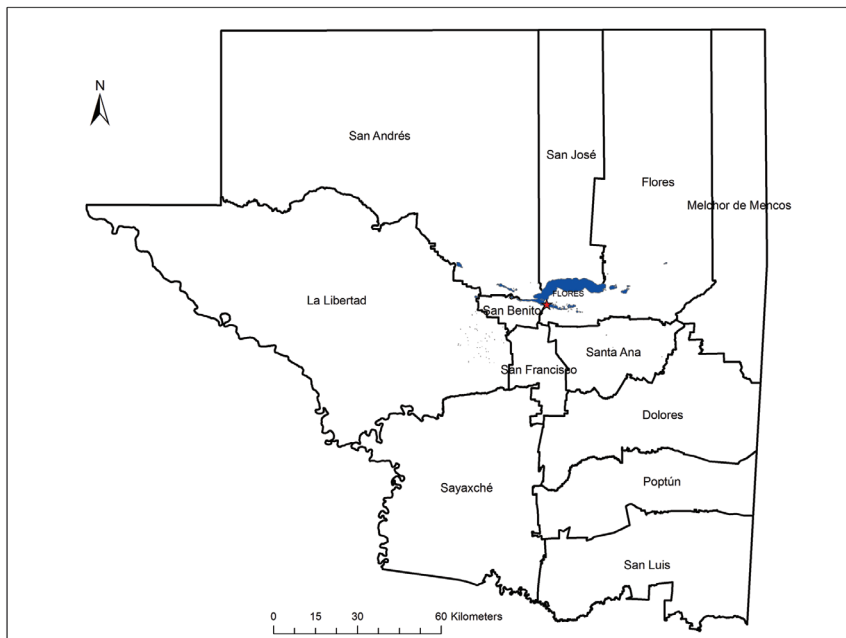 N
San Andrés
San José
Flores
Melchor de Mencos
La Libertad
FLORES
San Benito
Santa Ana
San Francisco
Dolores
Sayaxché
Poptún
San Luis
0 15 30 60 Kilometers